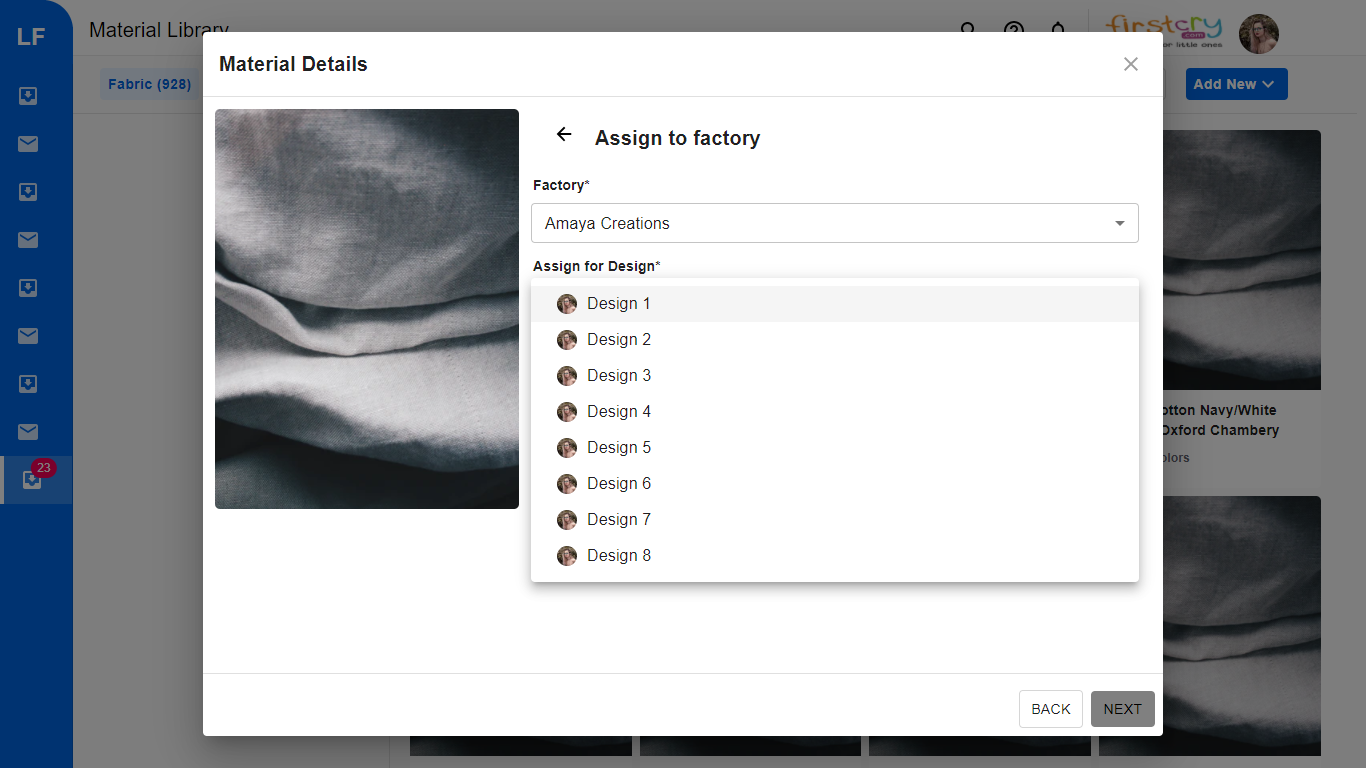 LF
Material Library
firstcry
.com
Fabric (928)
Add New
Material Details
Assign to factory
Factory*
Amaya Creations
Assign for Design*
Design 1
Design 2
Design 3
Design 4
Design 5
Design 6
Design 7
Design 8
23
otton Navy/White
Oxford Chambery
olors
or little ones
BACK
NEXT